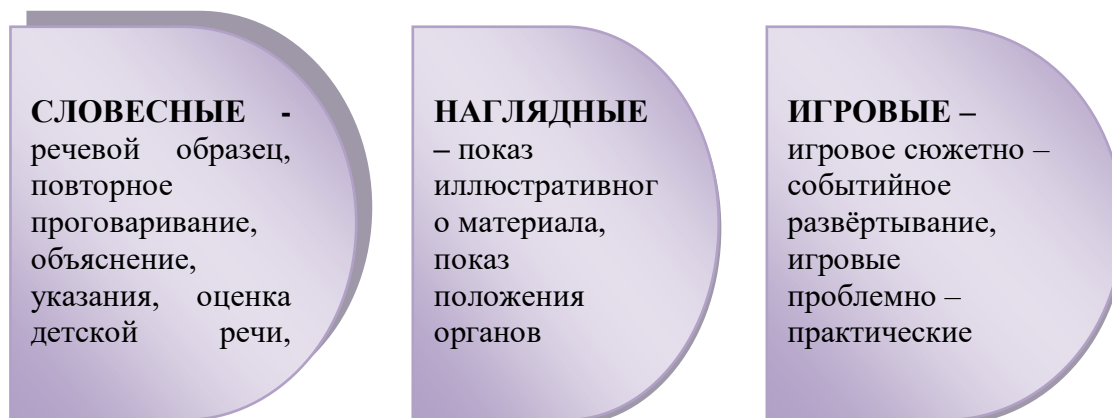 СЛОВЕСНЫЕ -
речевой образец,
повторное
проговаривание,
объяснение,
указания, оценка
детской речи,
НАГЛЯДНЫЕ
– показ
иллюстративног
о материала,
показ
положения
органов
ИГРОВЫЕ –
игровое сюжетно –
событийное
развёртывание,
игровые
проблемно –
практические